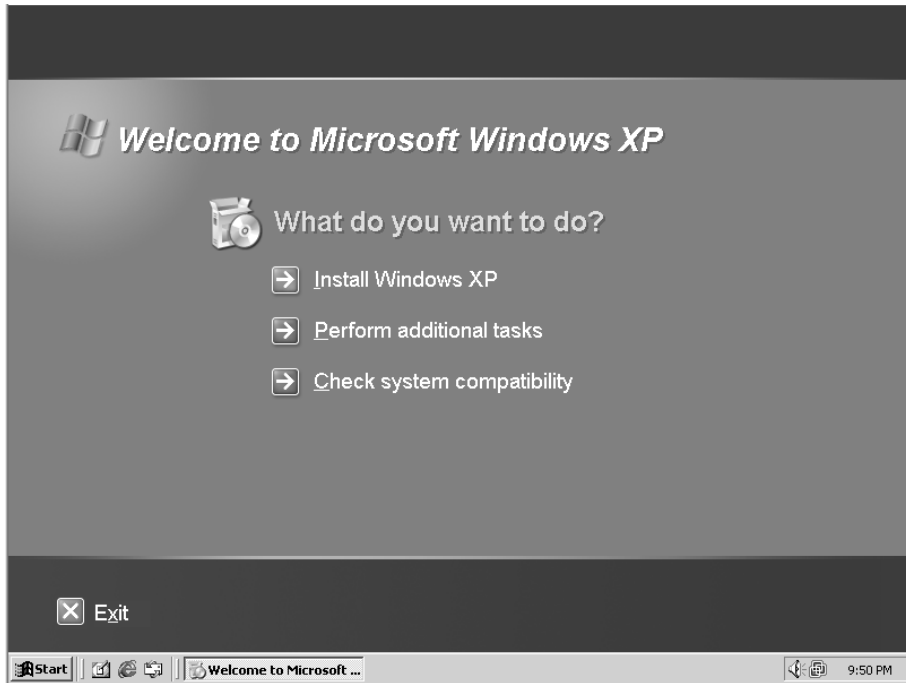 Welcome to Microsoft Windows XP
What do you want to do?
Install Windows XP
Perform additional tasks
Check system compatibility
Exit
Start
Welcome to Microsoft ...
9:50 PM